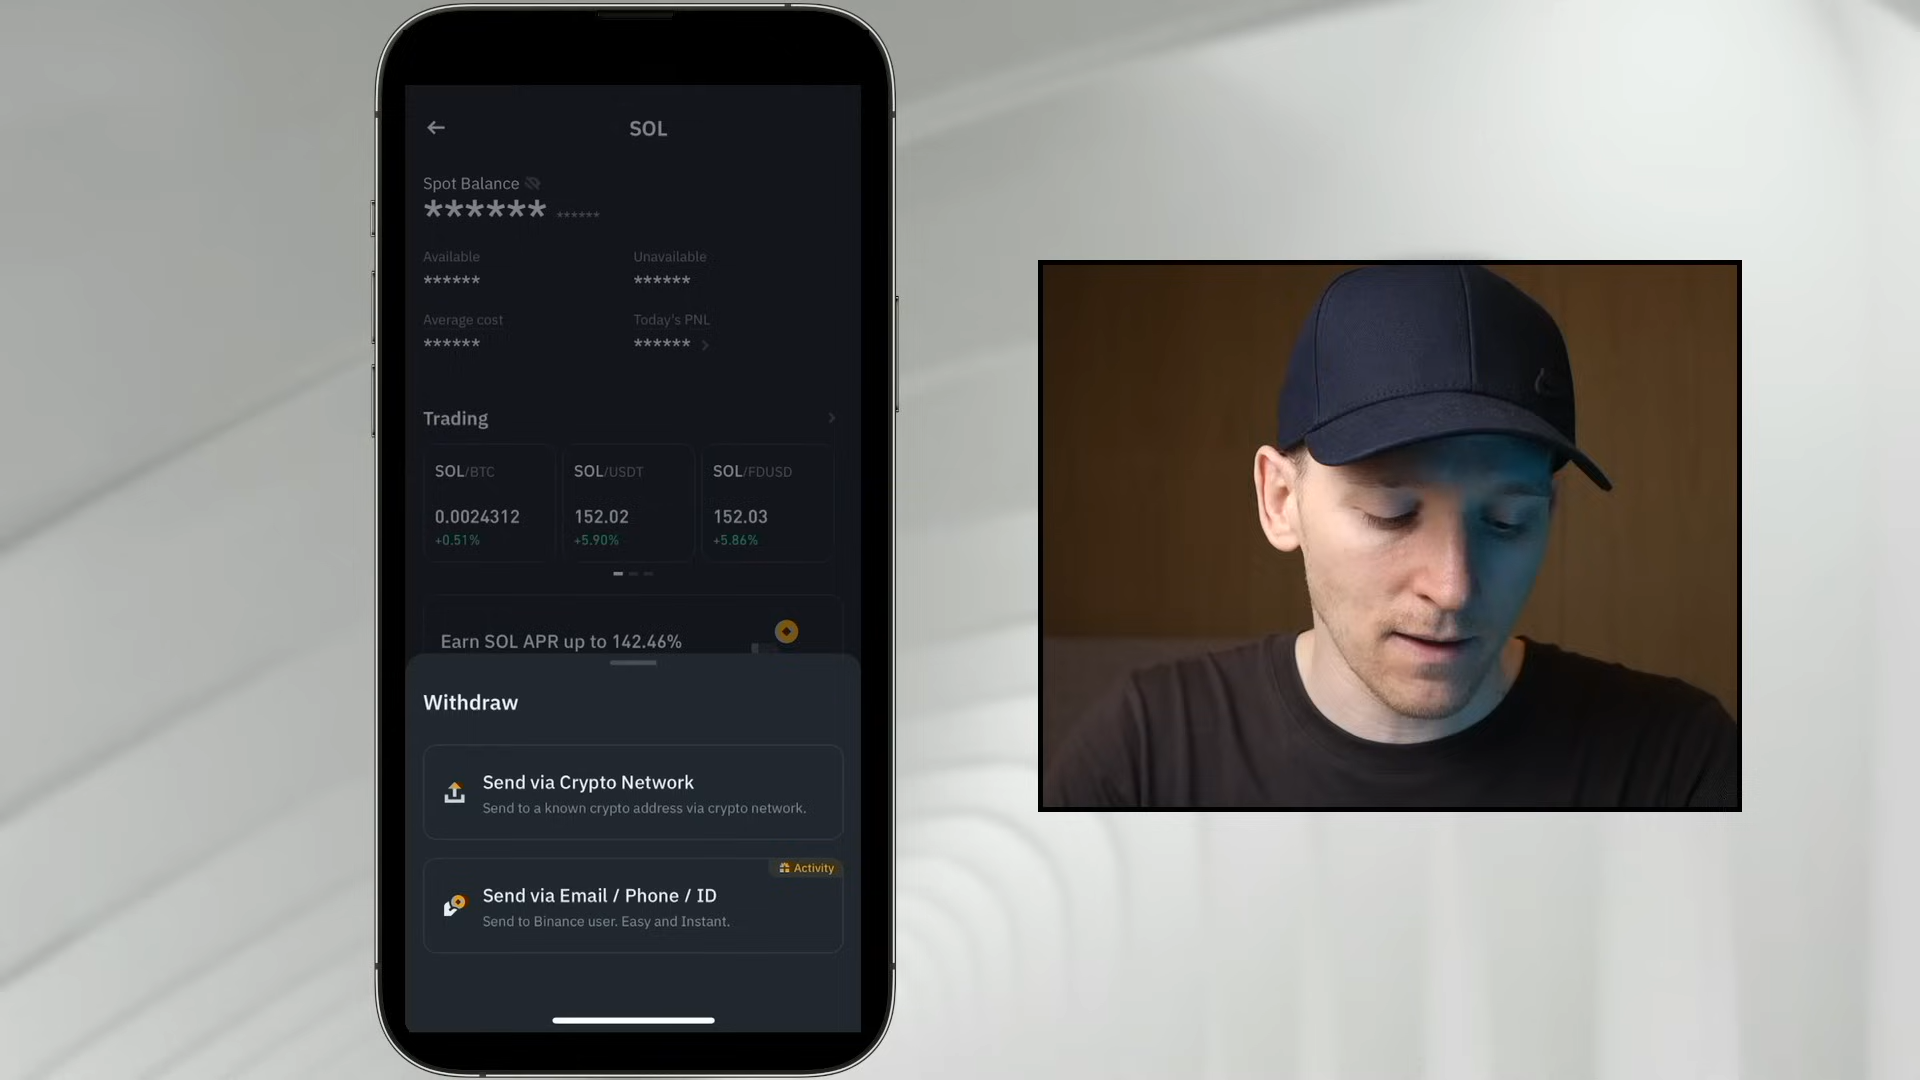 SOL
Spot Balance
****** ******
Available Unavailable
****** ******
Average cost Today's PNL
****** ******
Trading
SOL/BTC SOL/USDT SOL/FDUSD
0.0024312 152.02 152.03
+0.51% +5.90% +5.86%
Earn SOL APR up to 142.46%
Withdraw
Send via Crypto Network
Send to a known crypto address via crypto network.
Activity
Send via Email / Phone / ID
Send to Binance user. Easy and Instant.